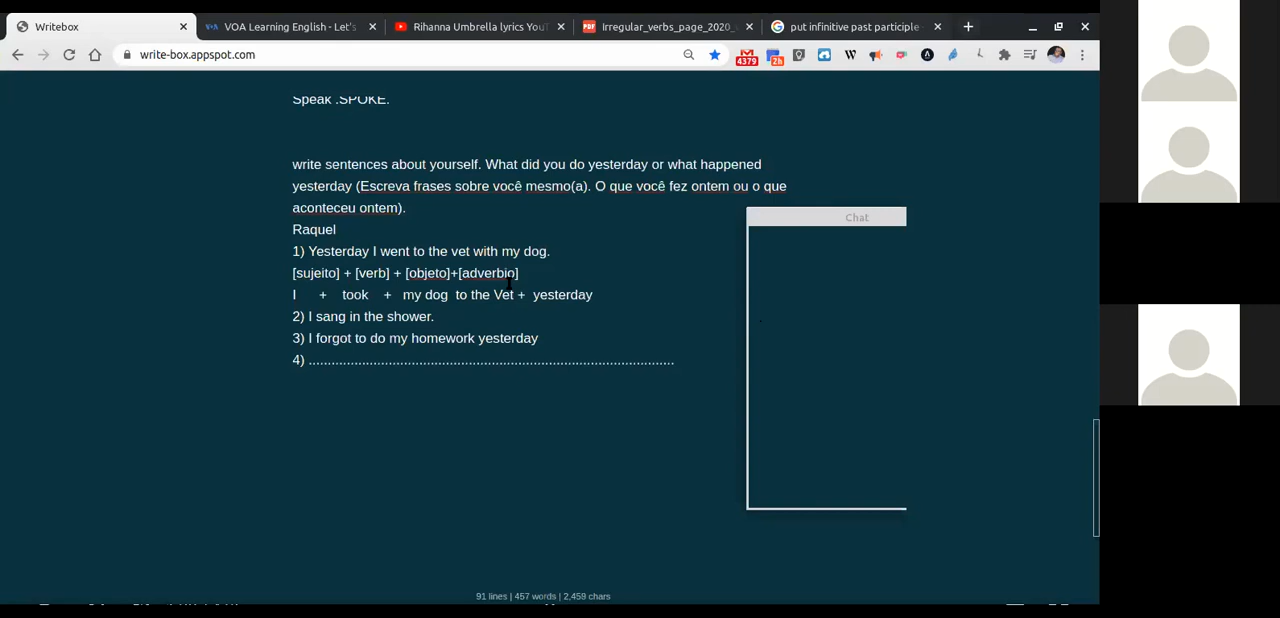 Writebox
VOA Learning English - Let's
Rihanna Umbrella lyrics YouT
Irregular_verbs_page_2020_
put infinitive past participle
write-box.appspot.com
4379
2h
Speak .SPOKE.
write sentences about yourself. What did you do yesterday or what happened
yesterday (Escreva frases sobre você mesmo(a). O que você fez ontem ou o que
aconteceu ontem).
Raquel
1) Yesterday I went to the vet with my dog.
[sujeito] + [verb] + [objeto]+[adverbio]
I + took + my dog to the Vet + yesterday
2) I sang in the shower.
3) I forgot to do my homework yesterday
4) ................................................................................
Chat
91 lines | 457 words | 2,459 chars